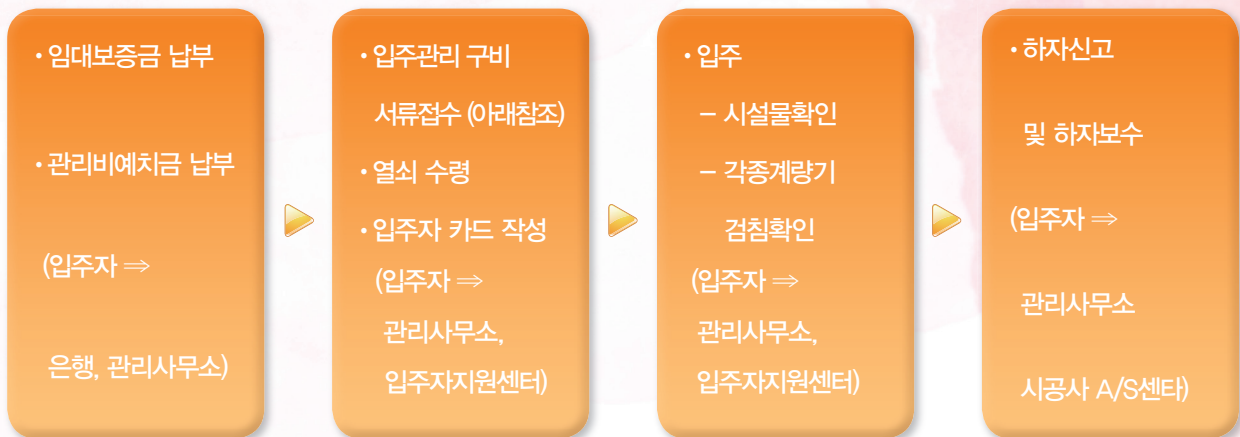 • 임대보증금 납부
• 관리비예치금 납부
(입주자 ⇒
은행, 관리사무소)
• 입주관리 구비
서류접수 (아래참조)
• 열쇠 수령
• 입주자 카드 작성
(입주자 ⇒
관리사무소,
입주자지원센터)
• 입주
– 시설물확인
– 각종계량기
검침확인
(입주자 ⇒
관리사무소,
입주자지원센터)
• 하자신고
및 하자보수
(입주자 ⇒
관리사무소
시공사 A/S센타)